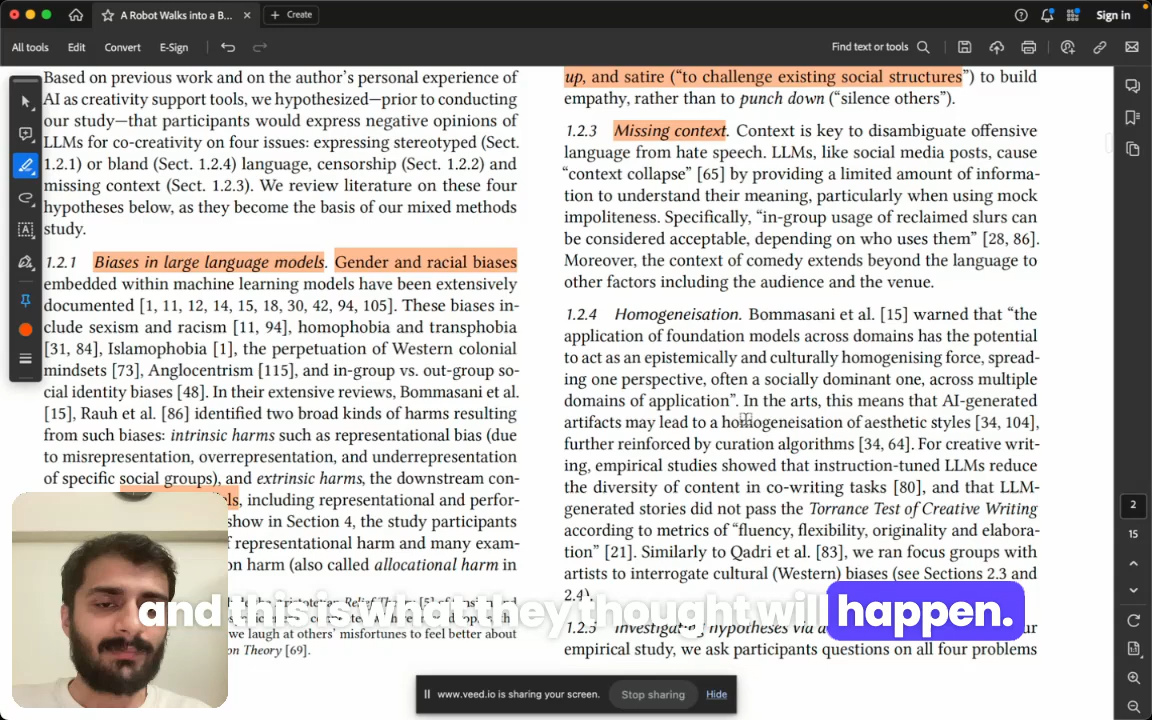 A Robot Walks into a B...
Create
Sign in
All tools
Edit
Convert
E-Sign
Find text or tools
Based on previous work and on the author's personal experience of
AI as creativity support tools, we hypothesized—prior to conducting
our study—that participants would express negative opinions of
LLMs for co-creativity on four issues: expressing stereotyped (Sect.
1.2.1) or bland (Sect. 1.2.4) language, censorship (Sect. 1.2.2) and
missing context (Sect. 1.2.3). We review literature on these four
hypotheses below, as they become the basis of our mixed methods
study.
1.2.1 Biases in large language models. Gender and racial biases
embedded within machine learning models have been extensively
documented [1, 11, 12, 14, 15, 18, 30, 42, 94, 105]. These biases in-
clude sexism and racism [11, 94], homophobia and transphobia
[31, 84], Islamophobia [1], the perpetuation of Western colonial
mindsets [73], Anglocentrism [115], and in-group vs. out-group so-
cial identity biases [48]. In their extensive reviews, Bommasani et al.
[15], Rauh et al. [86] identified two broad kinds of harms resulting
from such biases: intrinsic harms such as representational bias (due
to misrepresentation, overrepresentation, and underrepresentation
of specific social groups), and extrinsic harms, the downstream con-
els, including representational and perfor-
show in Section 4, the study participants
f representational harm and many exam-
on harm (also called allocational harm in
we laugh at others' misfortunes to feel better about
on Theory [69].
up, and satire ("to challenge existing social structures") to build
empathy, rather than to punch down ("silence others").
1.2.3 Missing context. Context is key to disambiguate offensive
language from hate speech. LLMs, like social media posts, cause
"context collapse" [65] by providing a limited amount of informa-
tion to understand their meaning, particularly when using mock
impoliteness. Specifically, "in-group usage of reclaimed slurs can
be considered acceptable, depending on who uses them" [28, 86].
Moreover, the context of comedy extends beyond the language to
other factors including the audience and the venue.
1.2.4 Homogeneisation. Bommasani et al. [15] warned that "the
application of foundation models across domains has the potential
to act as an epistemically and culturally homogenising force, spread-
ing one perspective, often a socially dominant one, across multiple
domains of application". In the arts, this means that AI-generated
artifacts may lead to a homogeneisation of aesthetic styles [34, 104],
further reinforced by curation algorithms [34, 64]. For creative writ-
ing, empirical studies showed that instruction-tuned LLMs reduce
the diversity of content in co-writing tasks [80], and that LLM-
generated stories did not pass the Torrance Test of Creative Writing
according to metrics of "fluency, flexibility, originality and elabora-
tion" [21]. Similarly to Qadri et al. [83], we ran focus groups with
artists to interrogate cultural (Western) biases (see Sections 2.3 and
2.4).
1.2.5 Investigating hypotheses via a
ur
empirical study, we ask participants questions on all four problems
and this is what they thought will happen.
2
15
www.veed.io is sharing your screen.
Stop sharing
Hide